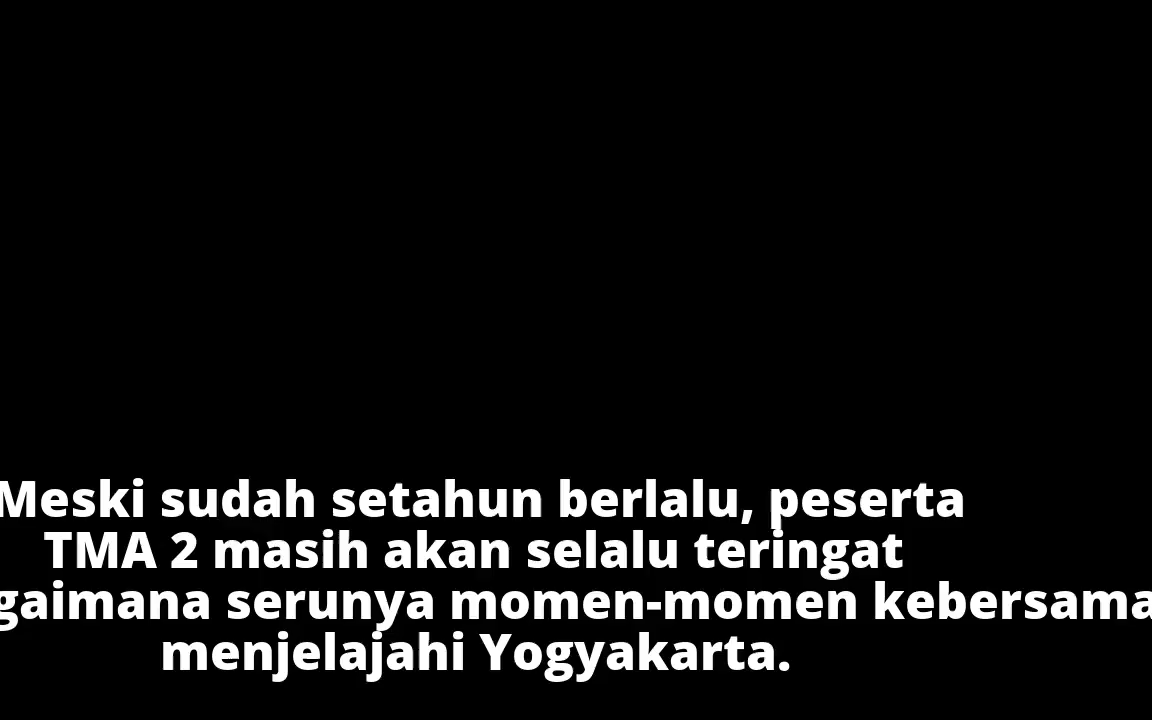 Meski sudah setahun berlalu, peserta
TMA 2 masih akan selalu teringat
gaimana serunya momen-momen kebersama
menjelajahi Yogyakarta.